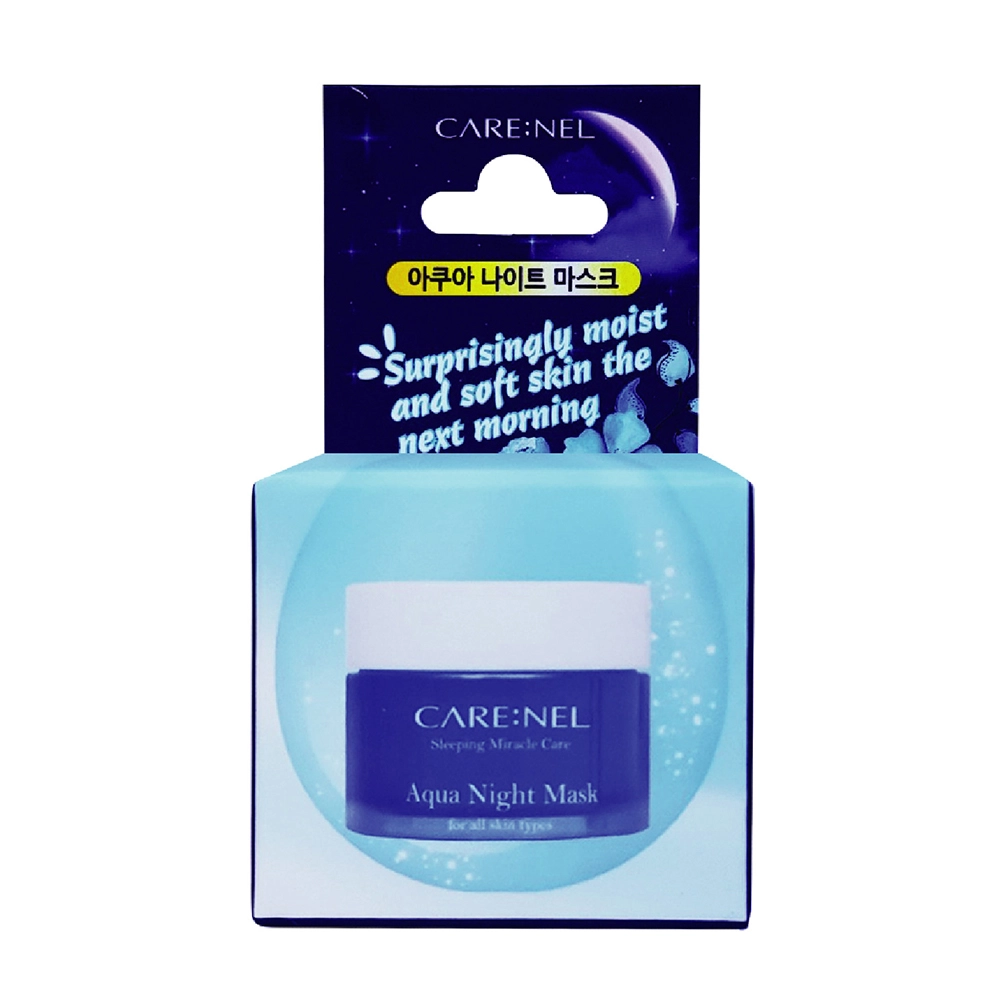 CARE:NEL
아쿠아 나이트 마스크
Surprisingly moist
and soft skin the
next morning
CARE:NEL
Sleeping Miracle Care
Aqua Night Mask
for all skin types